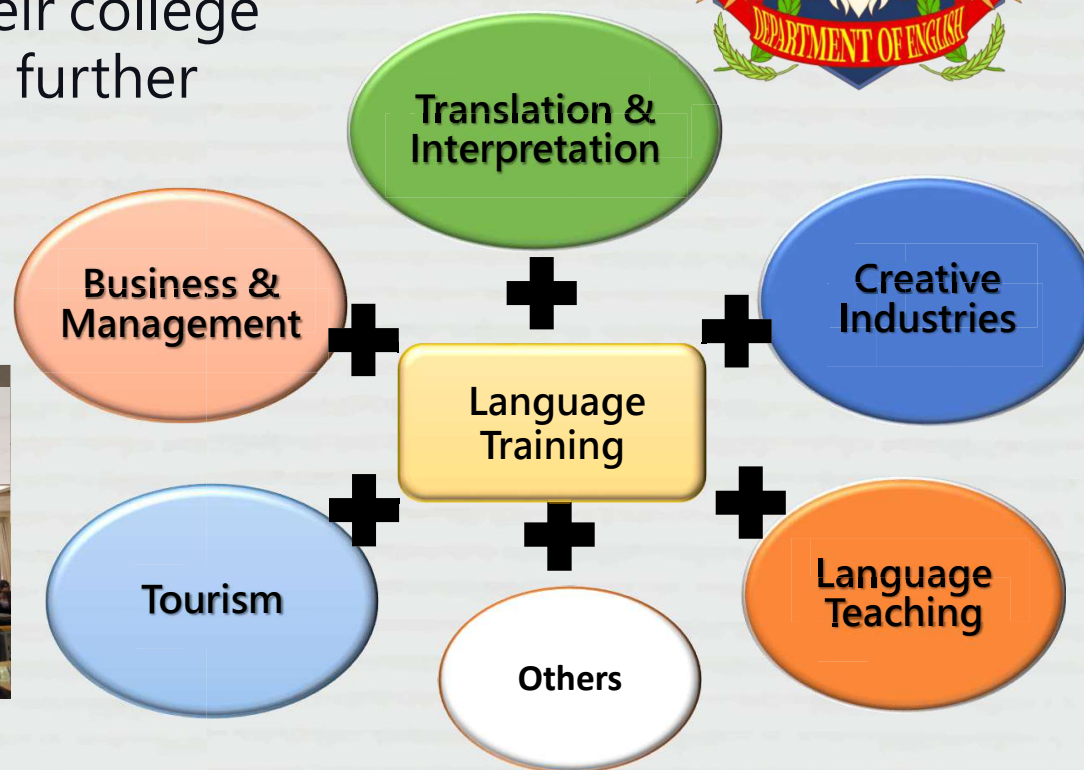 eir college
further
DEPARTMENT OF ENGLISH
Translation &
Interpretation
Business &
Management
Creative
Industries
Language
Training
Tourism
Language
Teaching
Others